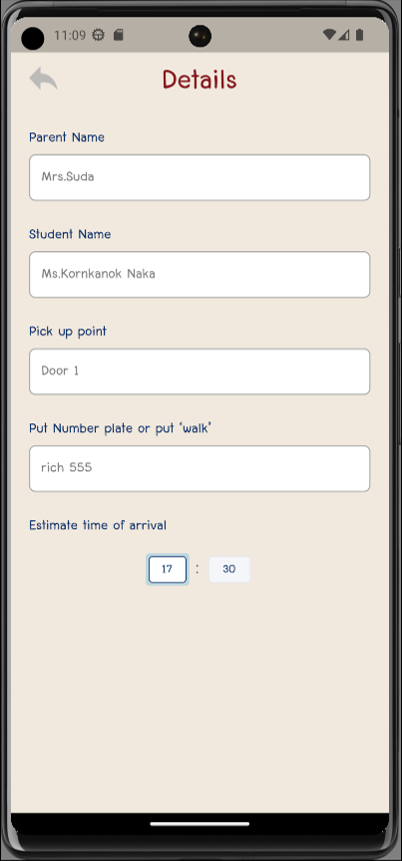 11:09
Details
Parent Name
Mrs.Suda
Student Name
Ms.Kornkanok Naka
Pick up point
Door 1
Put Number plate or put "walk"
rich 555
Estimate time of arrival
17 : 30